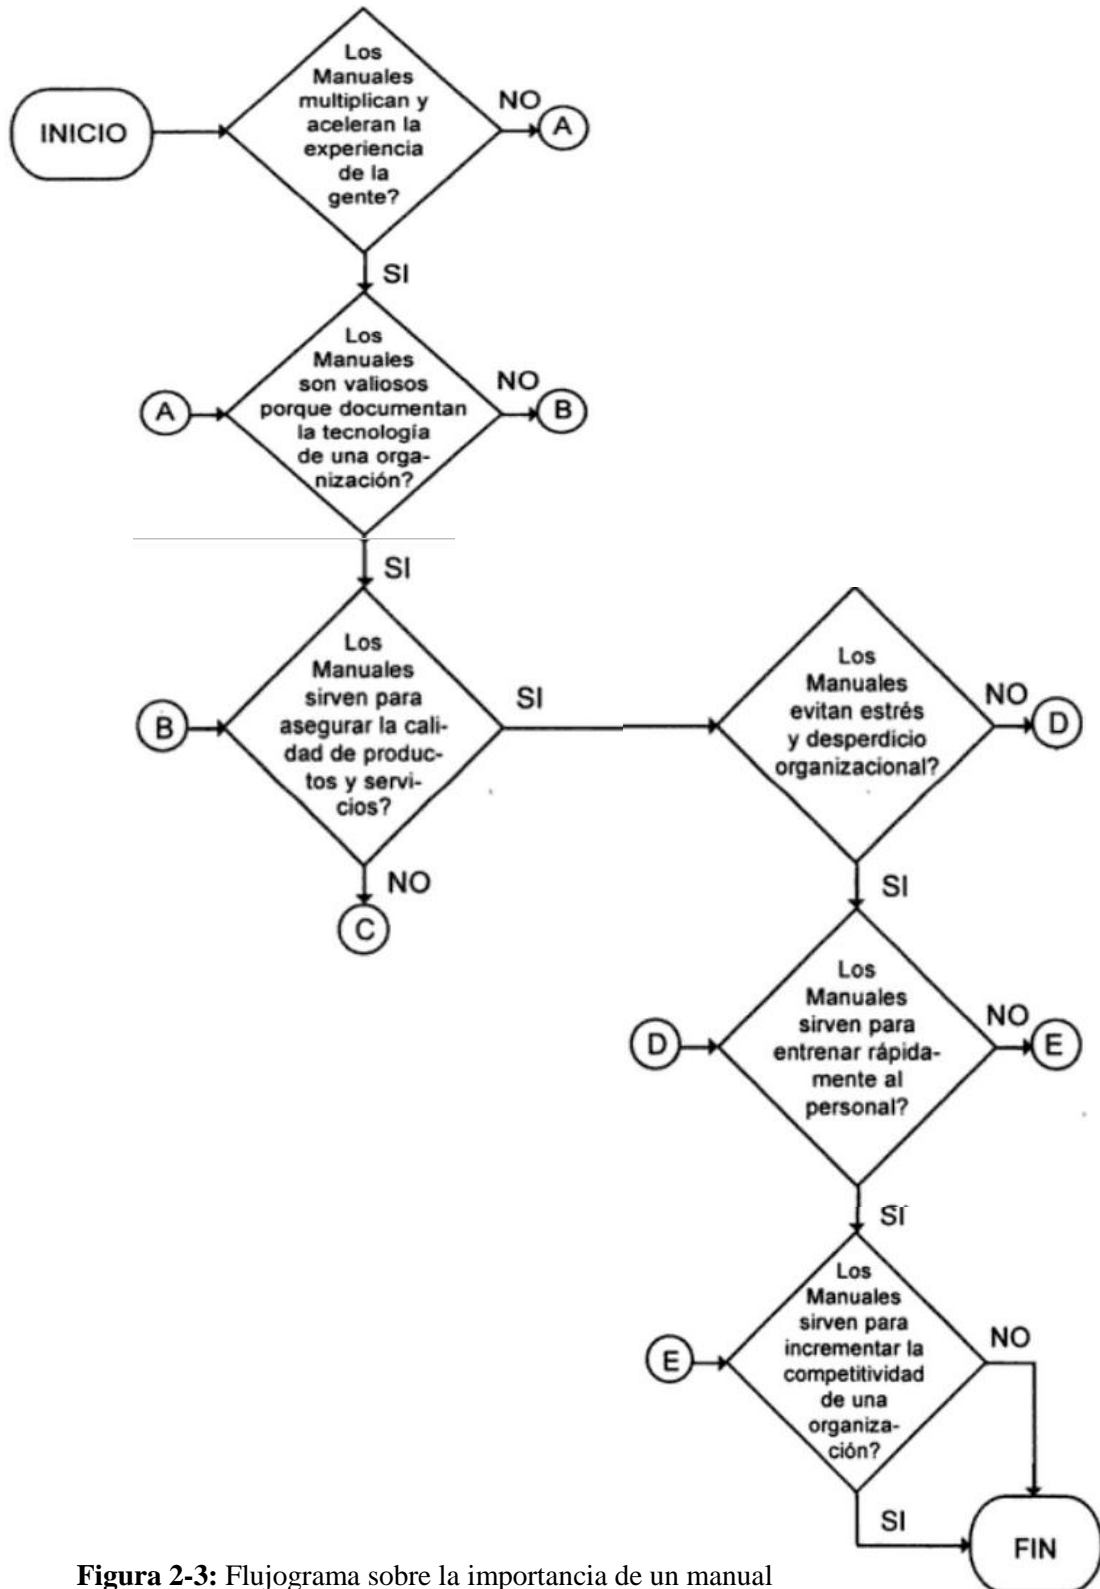 INICIO
Los
Manuales
multiplican y
aceleran la
experiencia
de la
gente?
NO
A
SI
A
Los
Manuales
son valiosos
porque documentan
la tecnología
de una orga-
nización?
NO
B
SI
B
Los
Manuales
sirven para
asegurar la cali-
dad de produc-
tos y servi-
cios?
SI
NO
C
Los
Manuales
evitan estrés
y desperdicio
organizacional?
NO
D
SI
D
Los
Manuales
sirven para
entrenar rápida-
mente al
personal?
NO
E
SI
E
Los
Manuales
sirven para
incrementar la
competitividad
de una
organiza-
ción?
NO
SI
FIN
Figura 2-3: Flujograma sobre la importancia de un manual